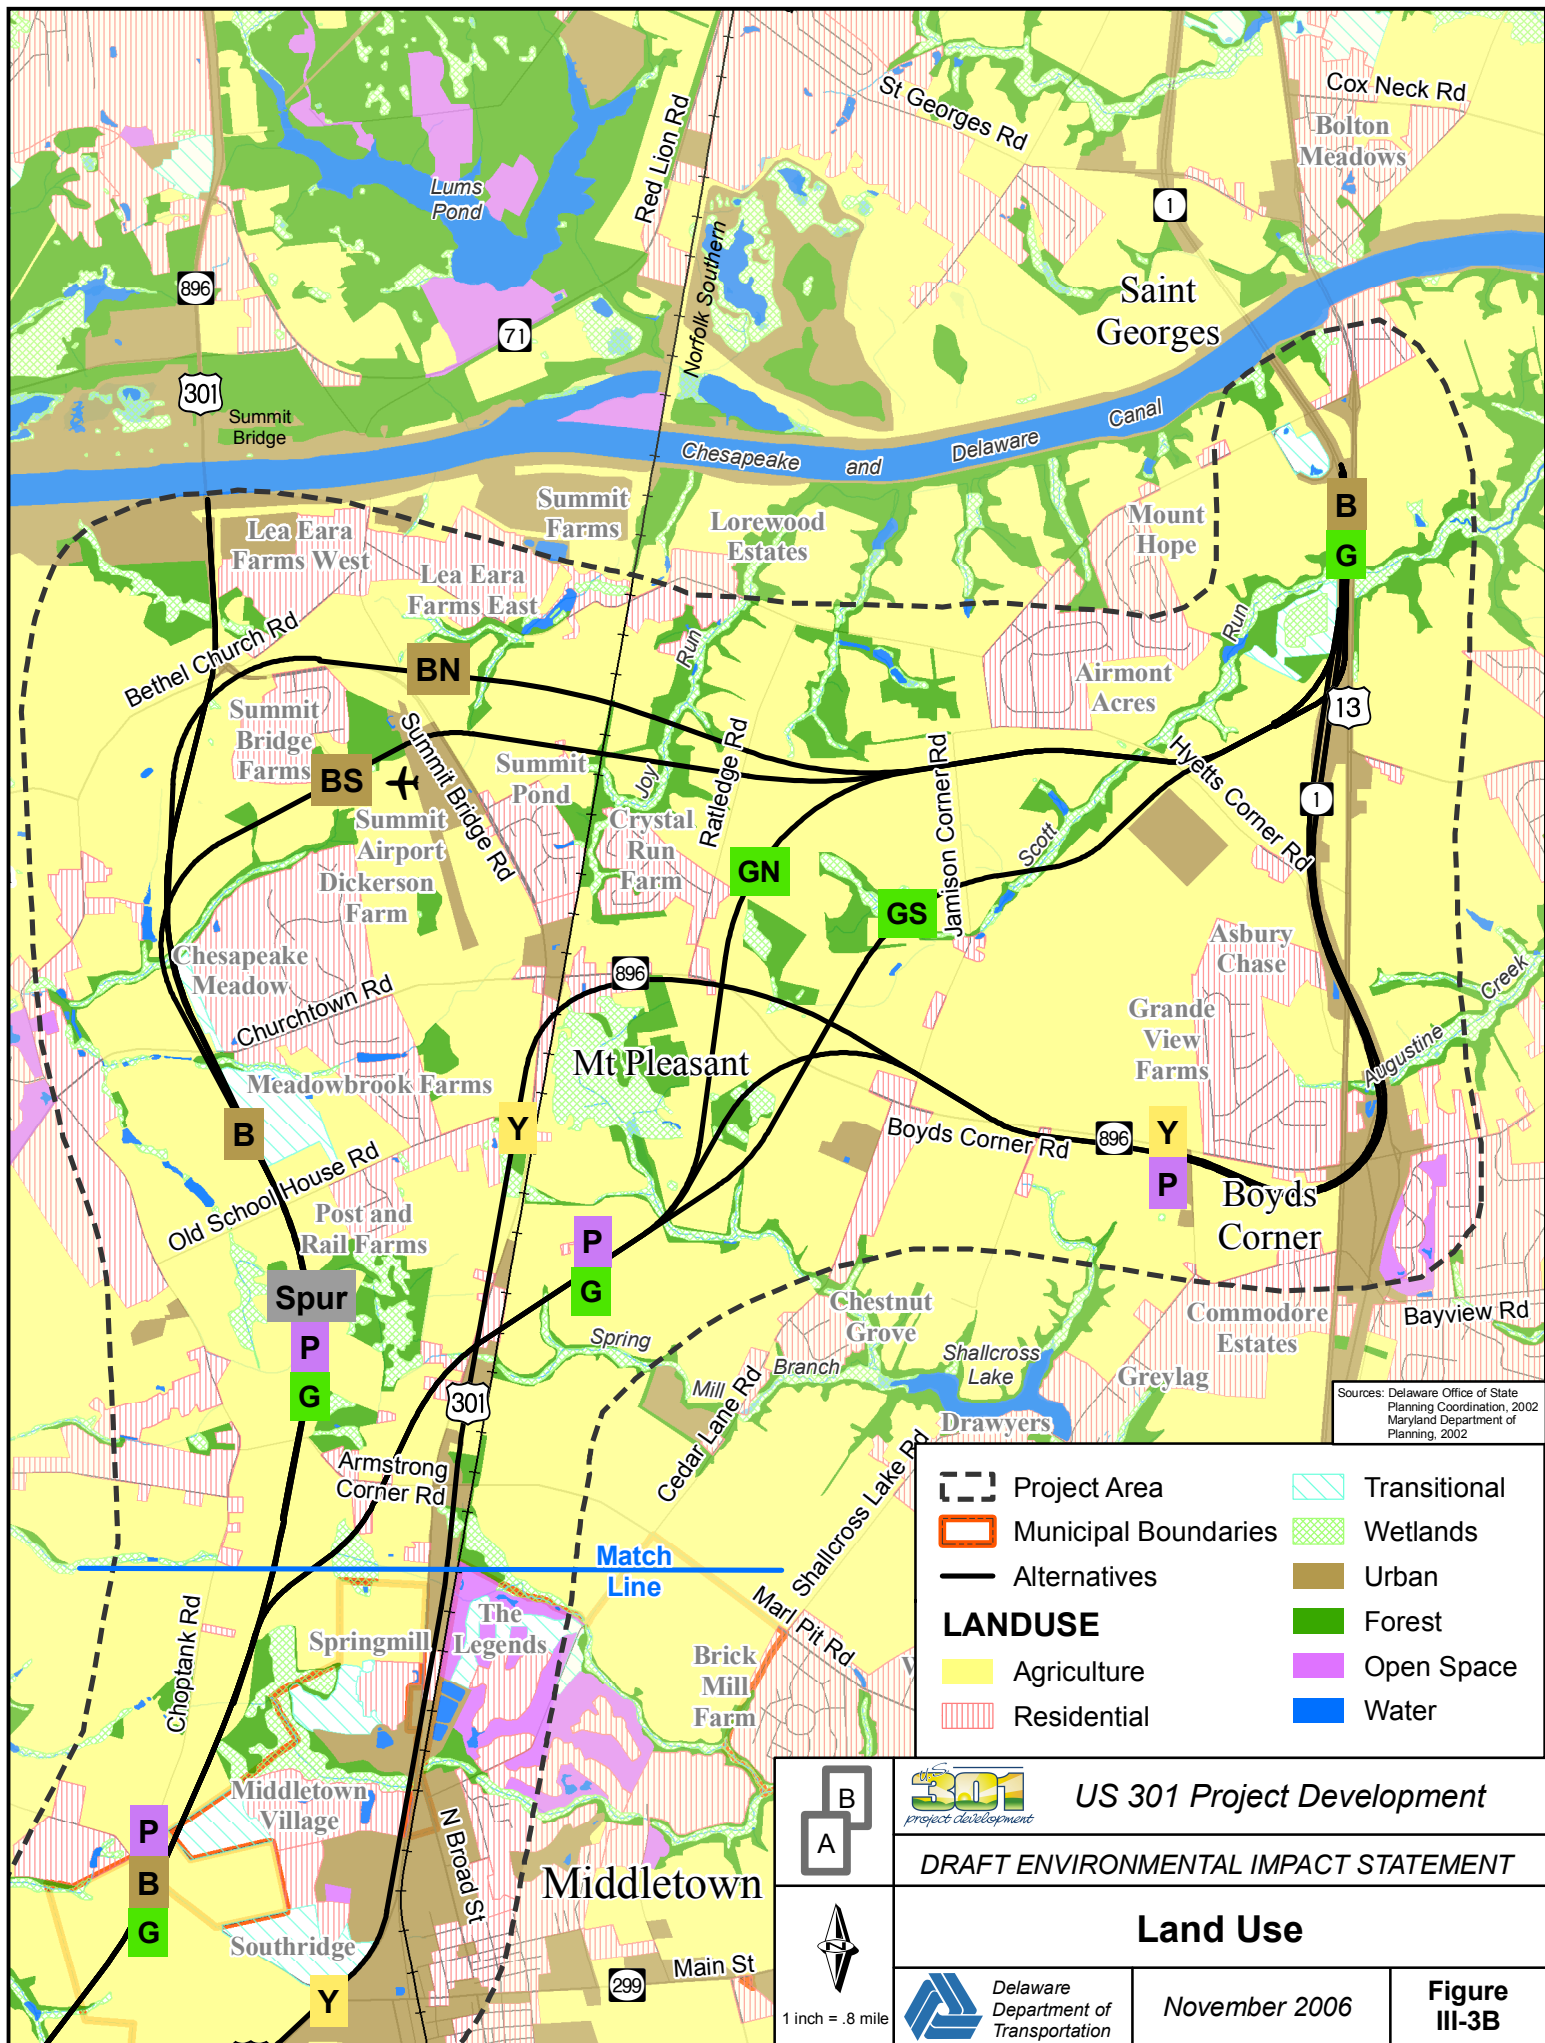 Cox Neck Rd
St Georges Rd
Bolton
Meadows
Red Lion Rd
Lums
Pond
1
Norfolk Southern
896
Saint
Georges
71
301
Summit
Bridge
Chesapeake and Delaware Canal
Summit
Farms
Lea Eara
Farms West
Lorewood
Estates
Mount
Hope
B
G
Lea Eara
Farms East
Bethel Church Rd
Run
Run
BN
Airmont
Acres
Summit
Bridge
Farms
13
Summit Bridge Rd
Summit
Pond
Ratledge Rd
Jamison Corner Rd
Hyetts Corner Rd
BS
Joy
1
Summit
Airport
Crystal
Run
Farm
Scott
Dickerson
Farm
GN
GS
Asbury
Chase
Chesapeake
Meadow
896
Creek
Churchtown Rd
Grande
View
Farms
Mt Pleasant
Augustine
Meadowbrook Farms
B
Y
Boyds Corner Rd
896
Y
P
Old School House Rd
Boyds
Corner
Post and
Rail Farms
P
G
Spur
P
G
Chestnut
Grove
Commodore
Estates
Bayview Rd
Spring
Mill
Branch
Shallcross
Lake
Greylag
301
Cedar Lane Rd
Drawyers
Sources: Delaware Office of State
Planning Coordination, 2002
Maryland Department of
Planning, 2002
Armstrong
Corner Rd
Shallcross Lake Rd
Match
Line
Project Area
Municipal Boundaries
Alternatives
LANDUSE
Agriculture
Residential
Transitional
Wetlands
Urban
Forest
Open Space
Water
Choptank Rd
Springmill
The
Legends
Marl Pit Rd
Brick
Mill
Farm
Middletown
Village
N Broad St
P
B
G
Middletown
Southridge
Y
299
Main St
B
A
U.S.
301
project development
US 301 Project Development
DRAFT ENVIRONMENTAL IMPACT STATEMENT
N
1 inch = .8 mile
Land Use
Delaware
Department of
Transportation
November 2006
Figure
III-3B